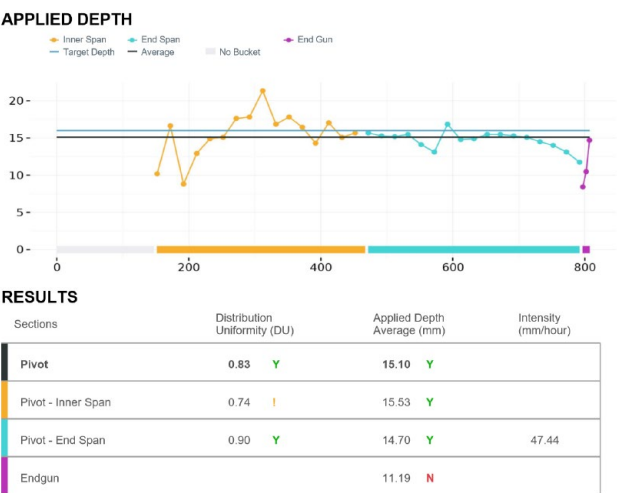 APPLIED DEPTH
Inner Span End Span End Gun
Target Depth Average No Bucket
20
15
10
5
0
0 200 400 600 800
RESULTS
Sections Distribution Uniformity (DU) Applied Depth Average (mm) Intensity (mm/hour)
Pivot 0.83 Y 15.10 Y
Pivot - Inner Span 0.74 ! 15.53 Y
Pivot - End Span 0.90 Y 14.70 Y 47.44
Endgun 11.19 N